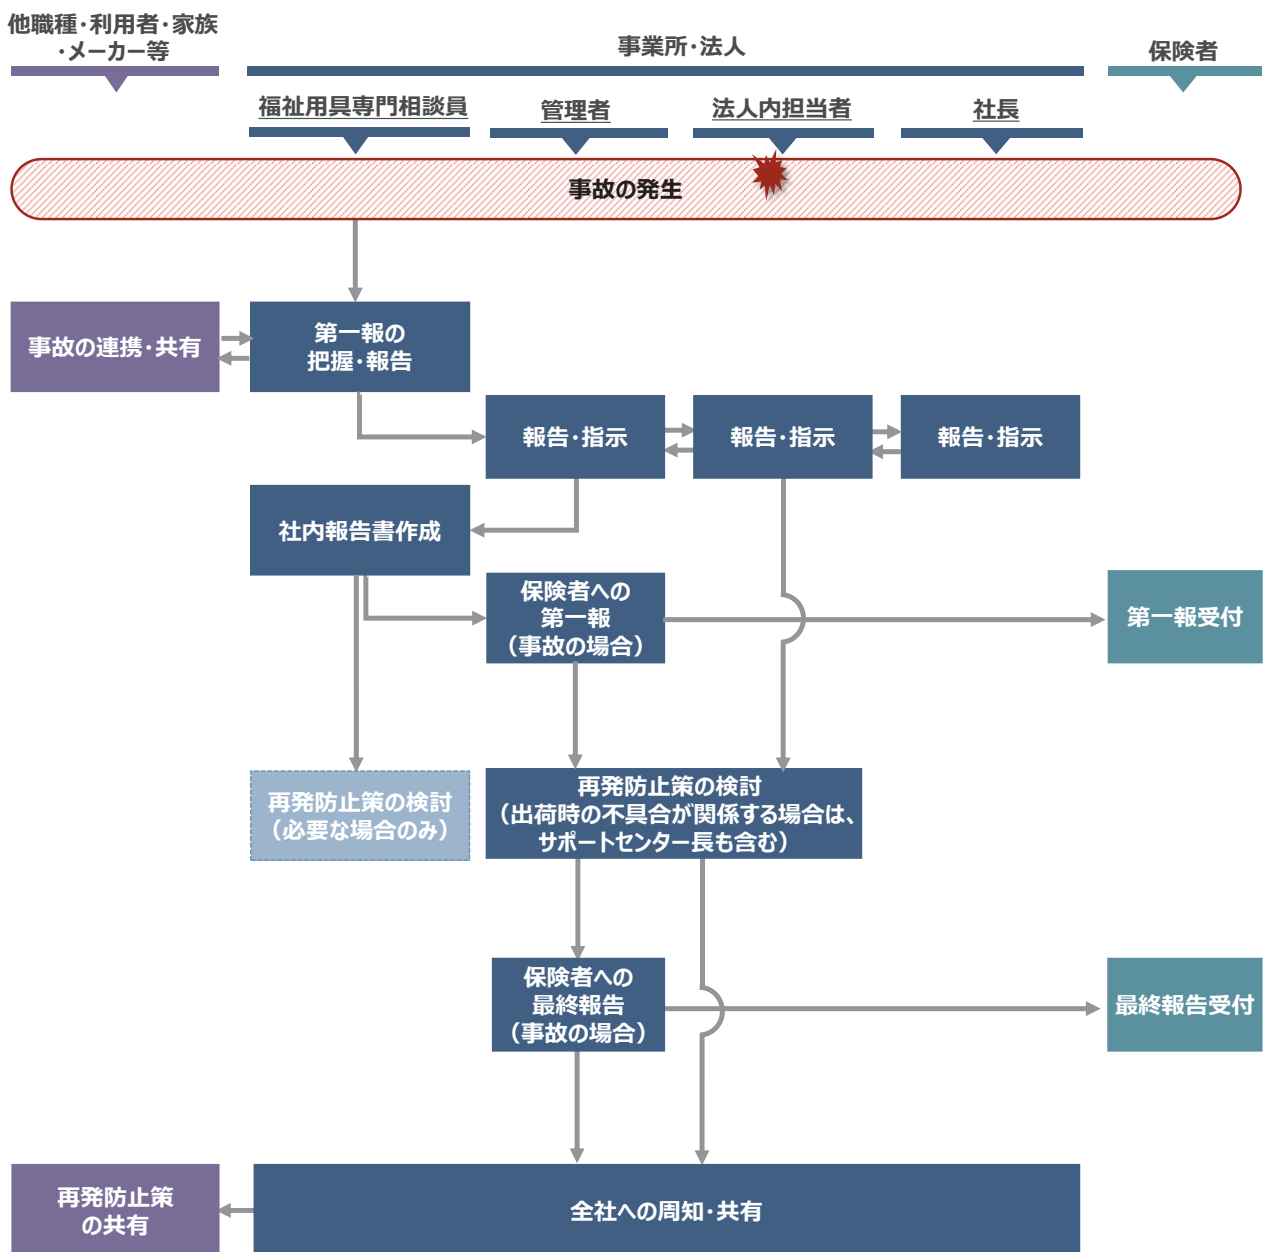 他職種・利用者・家族
・メーカー等
事業所・法人
保険者
福祉用具専門相談員
管理者
法人内担当者
社長
事故の発生
事故の連携・共有
第一報の
把握・報告
報告・指示
報告・指示
報告・指示
社内報告書作成
保険者への
第一報
（事故の場合）
第一報受付
再発防止策の検討
（必要な場合のみ）
再発防止策の検討
（出荷時の不具合が関係する場合は、
サポートセンター長も含む）
保険者への
最終報告
（事故の場合）
最終報告受付
再発防止策
の共有
全社への周知・共有